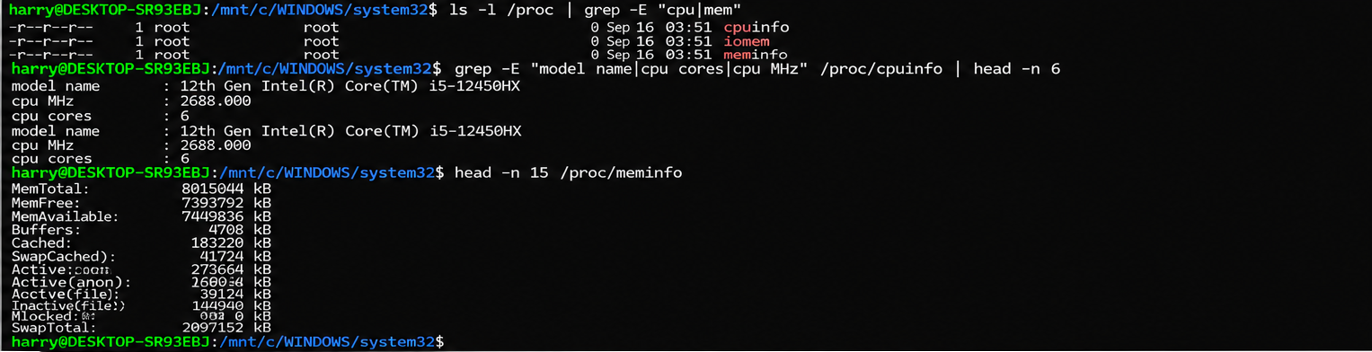 harry@DESKTOP-SR93EBJ:/mnt/c/WINDOWS/system32$ ls -l /proc | grep -E "cpu|mem"
-r--r--r-- 1 root root 0 Sep 16 03:51 cpuinfo
-r--r--r-- 1 root root 0 Sep 16 03:51 iomem
-r--r--r-- 1 root root 0 Sep 16 03:51 meminfo
harry@DESKTOP-SR93EBJ:/mnt/c/WINDOWS/system32$ grep -E "model name|cpu cores|cpu MHz" /proc/cpuinfo | head -n 6
model name : 12th Gen Intel(R) Core(TM) i5-12450HX
cpu MHz : 2688.000
cpu cores : 6
model name : 12th Gen Intel(R) Core(TM) i5-12450HX
cpu MHz : 2688.000
cpu cores : 6
harry@DESKTOP-SR93EBJ:/mnt/c/WINDOWS/system32$ head -n 15 /proc/meminfo
MemTotal: 8015044 kB
MemFree: 7393792 kB
MemAvailable: 7449836 kB
Buffers: 4708 kB
Cached: 183220 kB
SwapCached): 41724 kB
Active: 273664 kB
Active(anon): kB
Acctve(file): 39124 kB
Inactive(file:) 144940 kB
Mlocked: 0 kB
SwapTotal: 2097152 kB
harry@DESKTOP-SR93EBJ:/mnt/c/WINDOWS/system32$